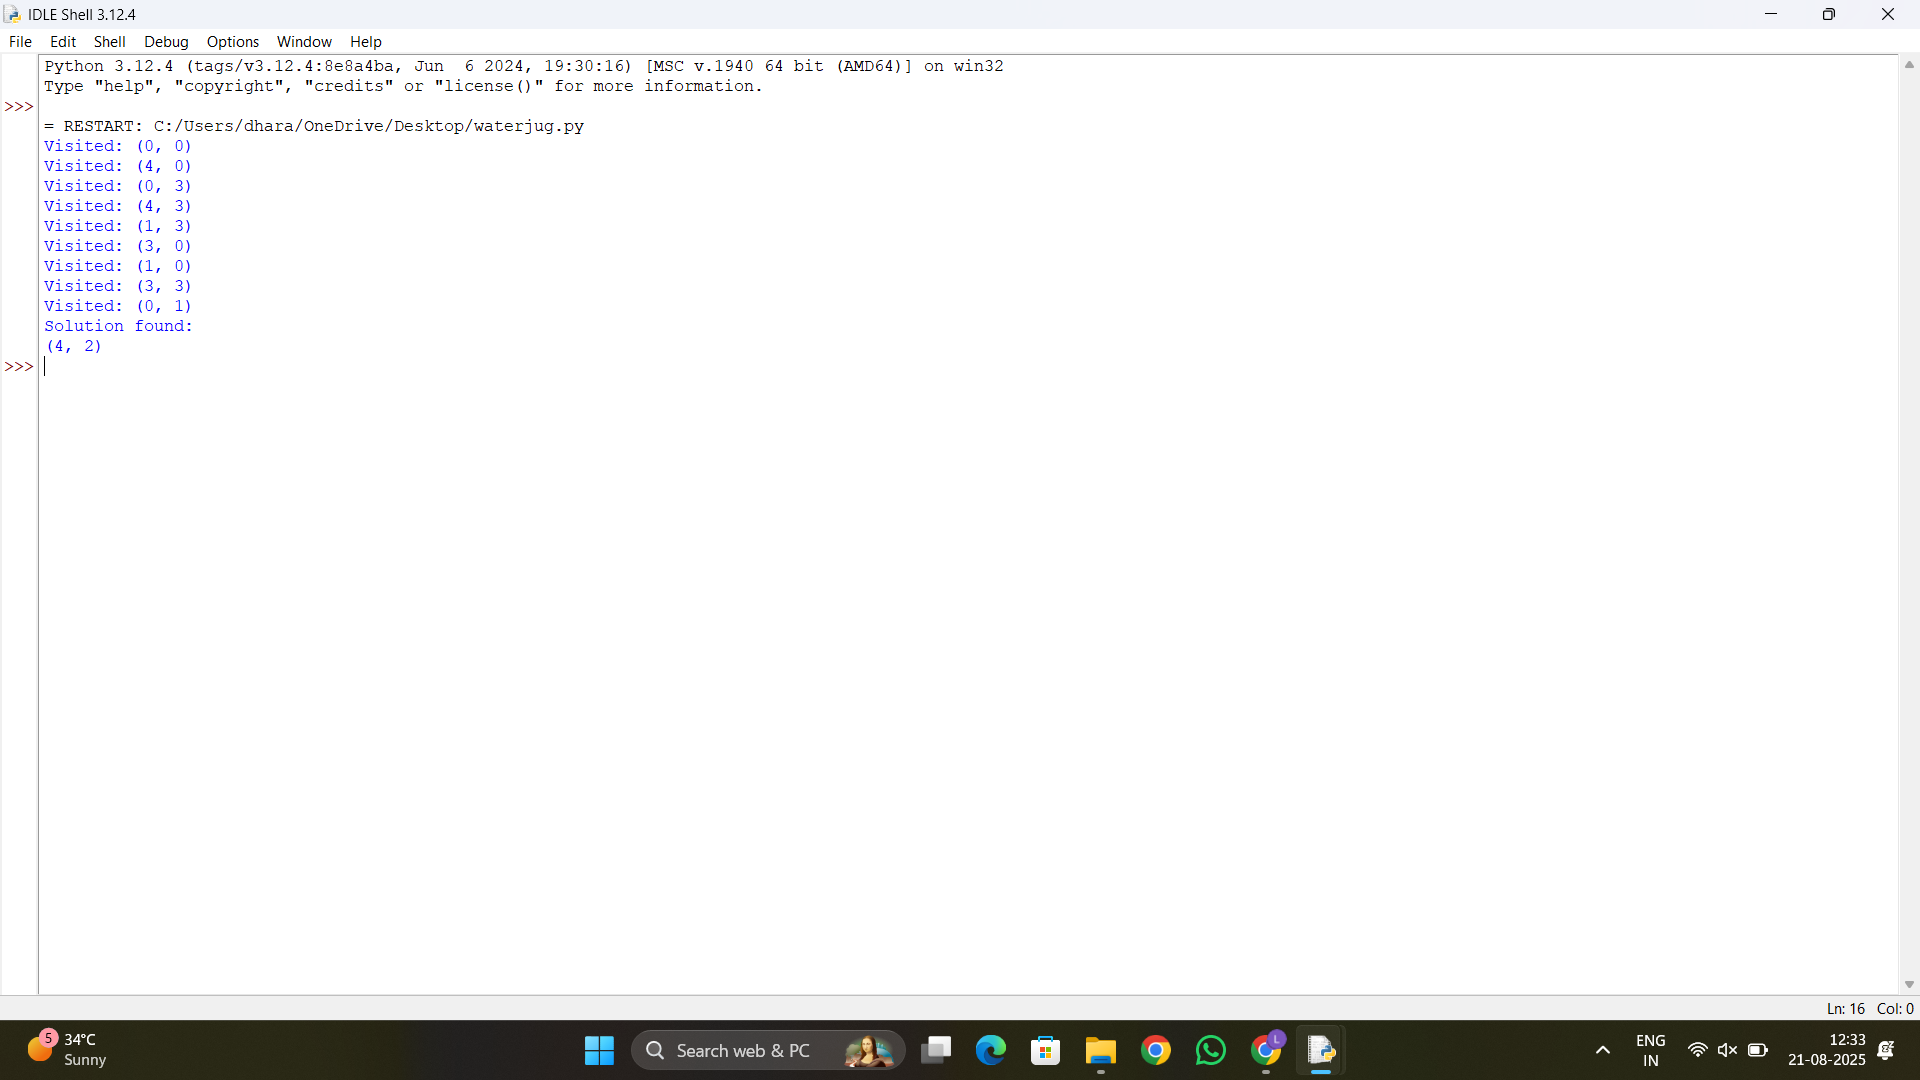 IDLE Shell 3.12.4
File Edit Shell Debug Options Window Help
Python 3.12.4 (tags/v3.12.4:8e8a4ba, Jun  6 2024, 19:30:16) [MSC v.1940 64 bit (AMD64)] on win32
Type "help", "copyright", "credits" or "license()" for more information.
>>>
= RESTART: C:/Users/dhara/OneDrive/Desktop/waterjug.py
Visited: (0, 0)
Visited: (4, 0)
Visited: (0, 3)
Visited: (4, 3)
Visited: (1, 3)
Visited: (3, 0)
Visited: (1, 0)
Visited: (3, 3)
Visited: (0, 1)
Solution found:
(4, 2)
>>>
Ln: 16 Col: 0
5
34°C
Sunny
Search web & PC
L
ENG
IN
12:33
21-08-2025